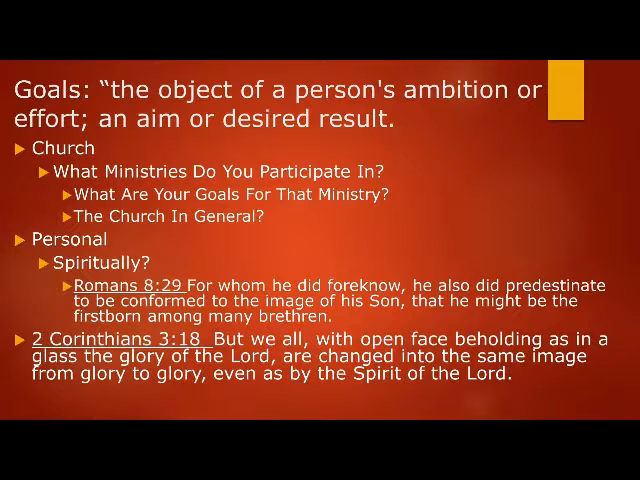 Goals: “the object of a person's ambition or
effort; an aim or desired result.
Church
What Ministries Do You Participate In?
What Are Your Goals For That Ministry?
The Church In General?
Personal
Spiritually?
Romans 8:29 For whom he did foreknow, he also did predestinate
to be conformed to the image of his Son, that he might be the
firstborn among many brethren.
2 Corinthians 3:18 But we all, with open face beholding as in a
glass the glory of the Lord, are changed into the same image
from glory to glory, even as by the Spirit of the Lord.